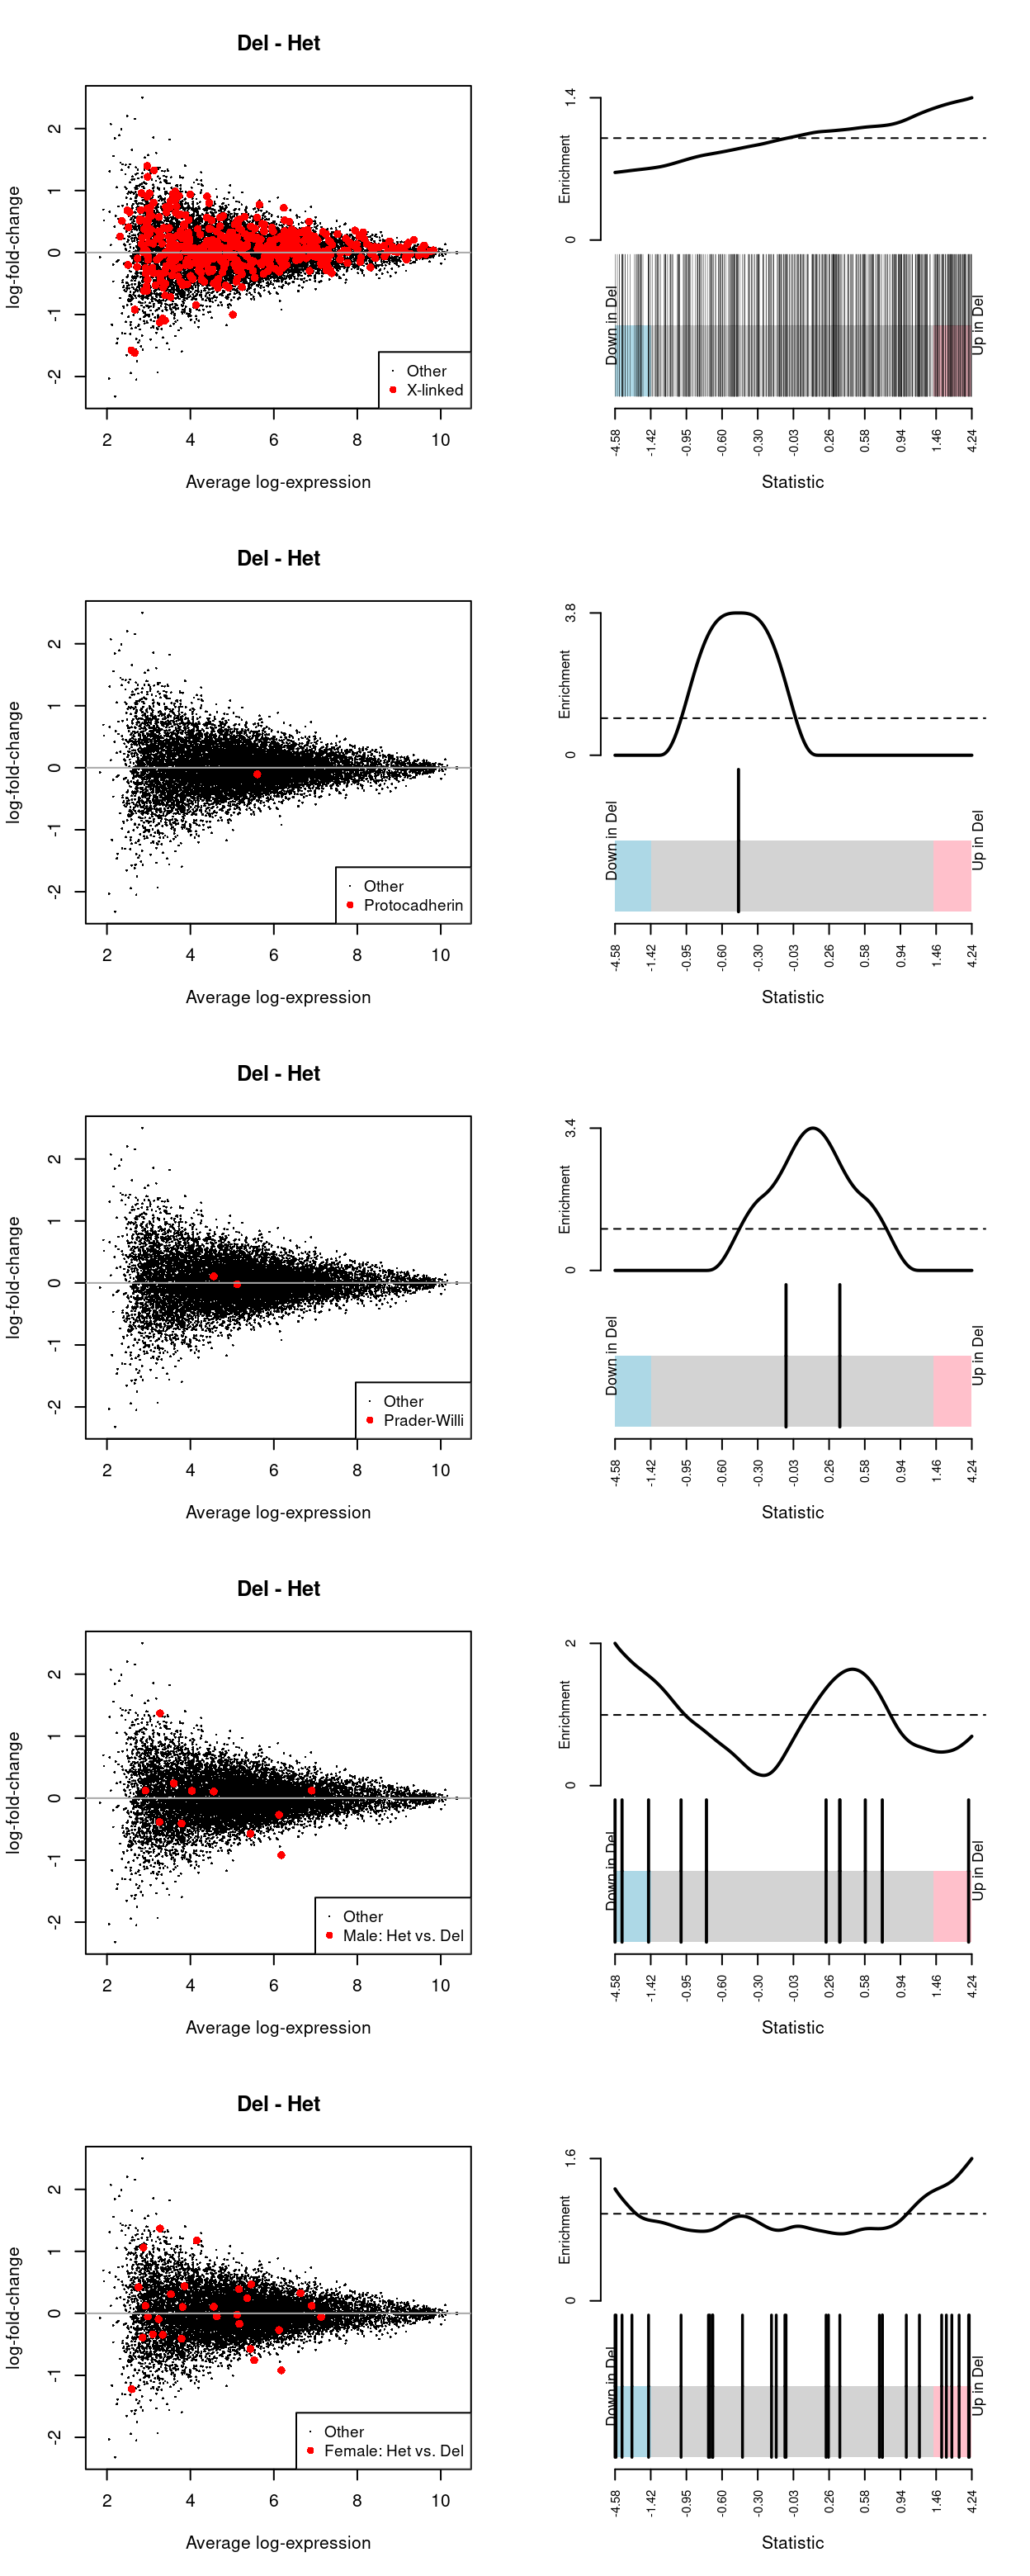 Del - Het
log-fold-change
2
1
0
-1
-2
Other
X-linked
2 4 6 8 10
Average log-expression
1.4
Enrichment
0
Down in Del
Up in Del
-4.58 -1.42 -0.95 -0.60 -0.30 -0.03 0.26 0.58 0.94 1.46 4.24
Statistic
Del - Het
log-fold-change
2
1
0
-1
-2
Other
Protocadherin
2 4 6 8 10
Average log-expression
3.8
Enrichment
0
Down in Del
Up in Del
-4.58 -1.42 -0.95 -0.60 -0.30 -0.03 0.26 0.58 0.94 1.46 4.24
Statistic
Del - Het
log-fold-change
2
1
0
-1
-2
Other
Prader-Willi
2 4 6 8 10
Average log-expression
3.4
Enrichment
0
Down in Del
Up in Del
-4.58 -1.42 -0.95 -0.60 -0.30 -0.03 0.26 0.58 0.94 1.46 4.24
Statistic
Del - Het
log-fold-change
2
1
0
-1
-2
Other
Male: Het vs. Del
2 4 6 8 10
Average log-expression
2
Enrichment
0
Down in Del
Up in Del
-4.58 -1.42 -0.95 -0.60 -0.30 -0.03 0.26 0.58 0.94 1.46 4.24
Statistic
Del - Het
log-fold-change
2
1
0
-1
-2
Other
Female: Het vs. Del
2 4 6 8 10
Average log-expression
1.6
Enrichment
0
Down in Del
Up in Del
-4.58 -1.42 -0.95 -0.60 -0.30 -0.03 0.26 0.58 0.94 1.46 4.24
Statistic